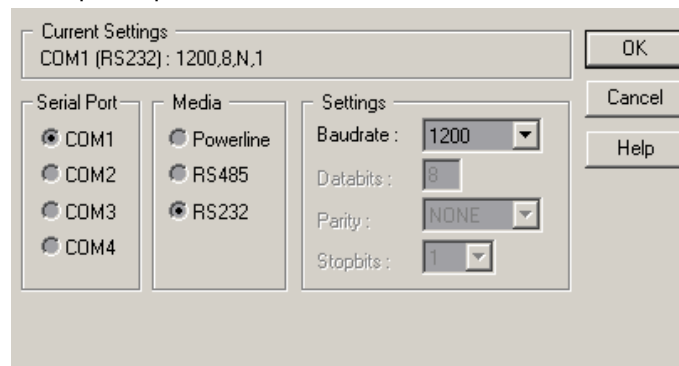 Current Settings
COM1 (RS232) : 1200,8,N,1
OK
Cancel
Help
Serial Port
COM1
COM2
COM3
COM4
Media
Powerline
RS485
RS232
Settings
Baudrate : 1200
Databits : 8
Parity : NONE
Stopbits : 1